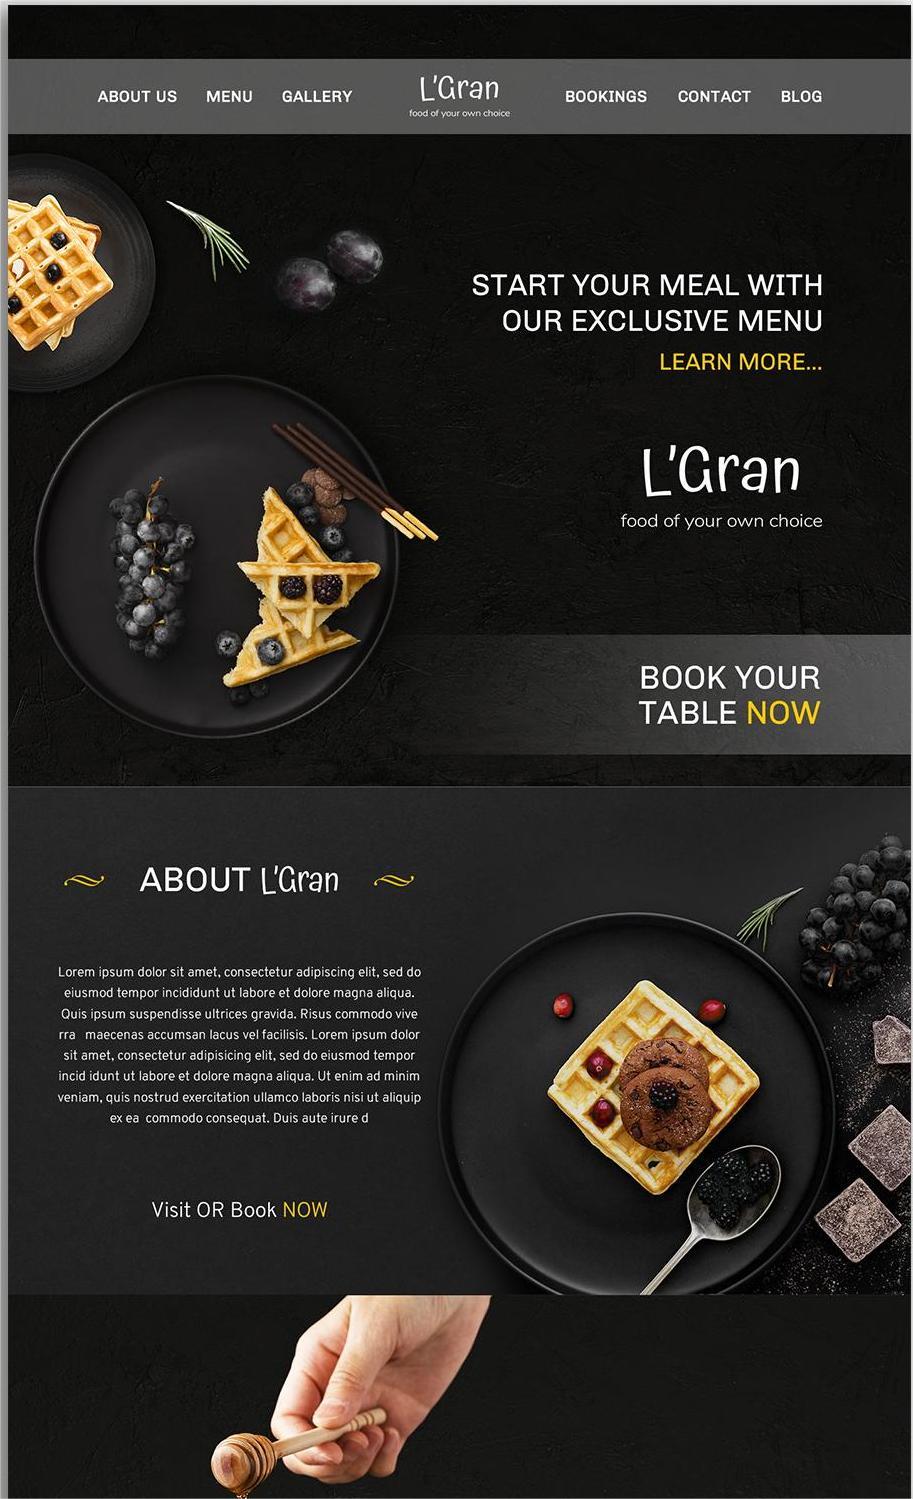 ABOUT US MENU GALLERY L'Gran BOOKINGS CONTACT BLOG
food of your own choice
START YOUR MEAL WITH
OUR EXCLUSIVE MENU
LEARN MORE...
L'Gran
food of your own choice
BOOK YOUR
TABLE NOW
ABOUT L'Gran
Lorem ipsum dolor sit amet, consectetur adipiscing elit, sed do
eiusmod tempor incididunt ut labore et dolore magna aliqua.
Quis ipsum suspendisse ultrices gravida. Risus commodo vive
rra maecenas accumsan lacus vel facilisis. Lorem ipsum dolor
sit amet, consectetur adipisicing elit, sed do eiusmod tempor
incid idunt ut labore et dolore magna aliqua. Ut enim ad minim
veniam, quis nostrud exercitation ullamco laboris nisi ut aliquip
ex ea commodo consequat. Duis aute irure d
Visit OR Book NOW